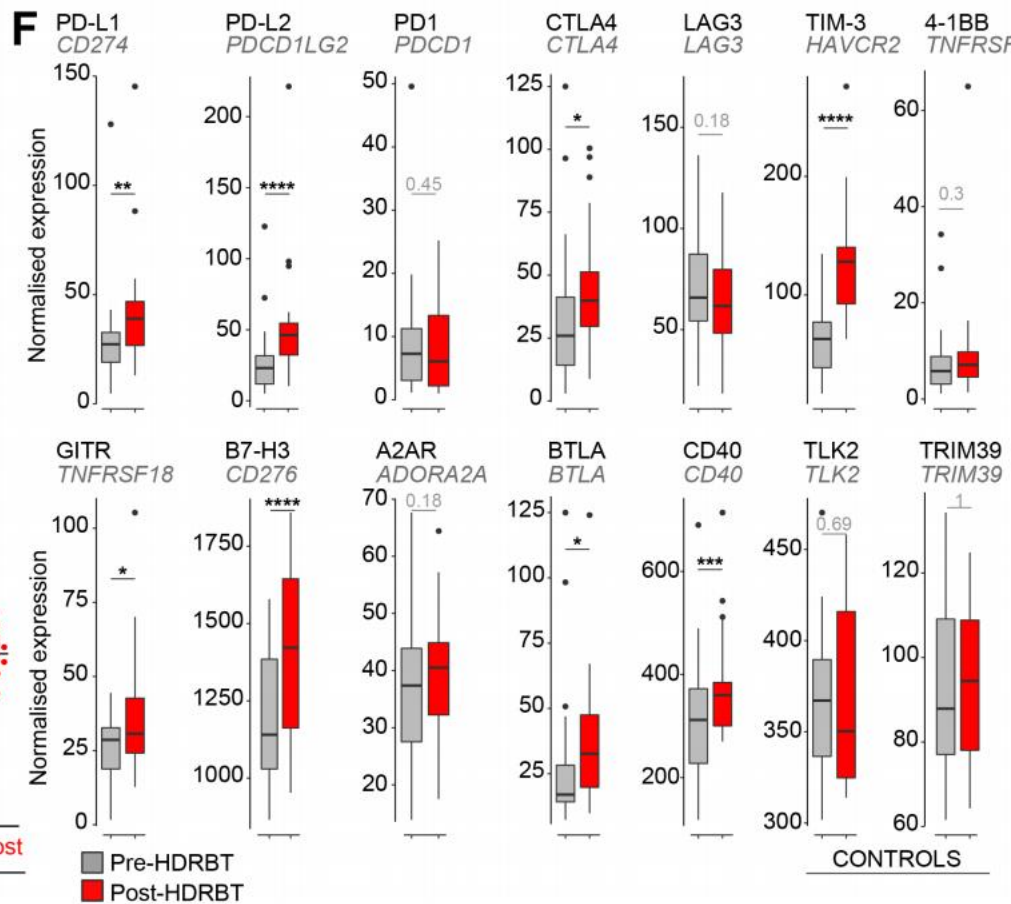 F
PD-L1 PD-L2 PD1 CTLA4 LAG3 TIM-3 4-1BB
CD274 PDCD1LG2 PDCD1 CTLA4 LAG3 HAVCR2 TNFRSF
Normalised expression
150 100 50 0
**
200 150 100 50 0
****
50 40 30 20 10 0
0.45
125 100 75 50 25 0
*
150 100 50
0.18
200 100
****
60 40 20 0
0.3
GITR B7-H3 A2AR BTLA CD40 TLK2 TRIM39
TNFRSF18 CD276 ADORA2A BTLA CD40 TLK2 TRIM39
Normalised expression
100 75 50 25 0
*
1750 1500 1250 1000
****
70 60 50 40 30 20
0.18
125 100 75 50 25
*
600 400 200
***
450 400 350 300
0.69
120 100 80 60
1
ost
Pre-HDRBT
Post-HDRBT
CONTROLS